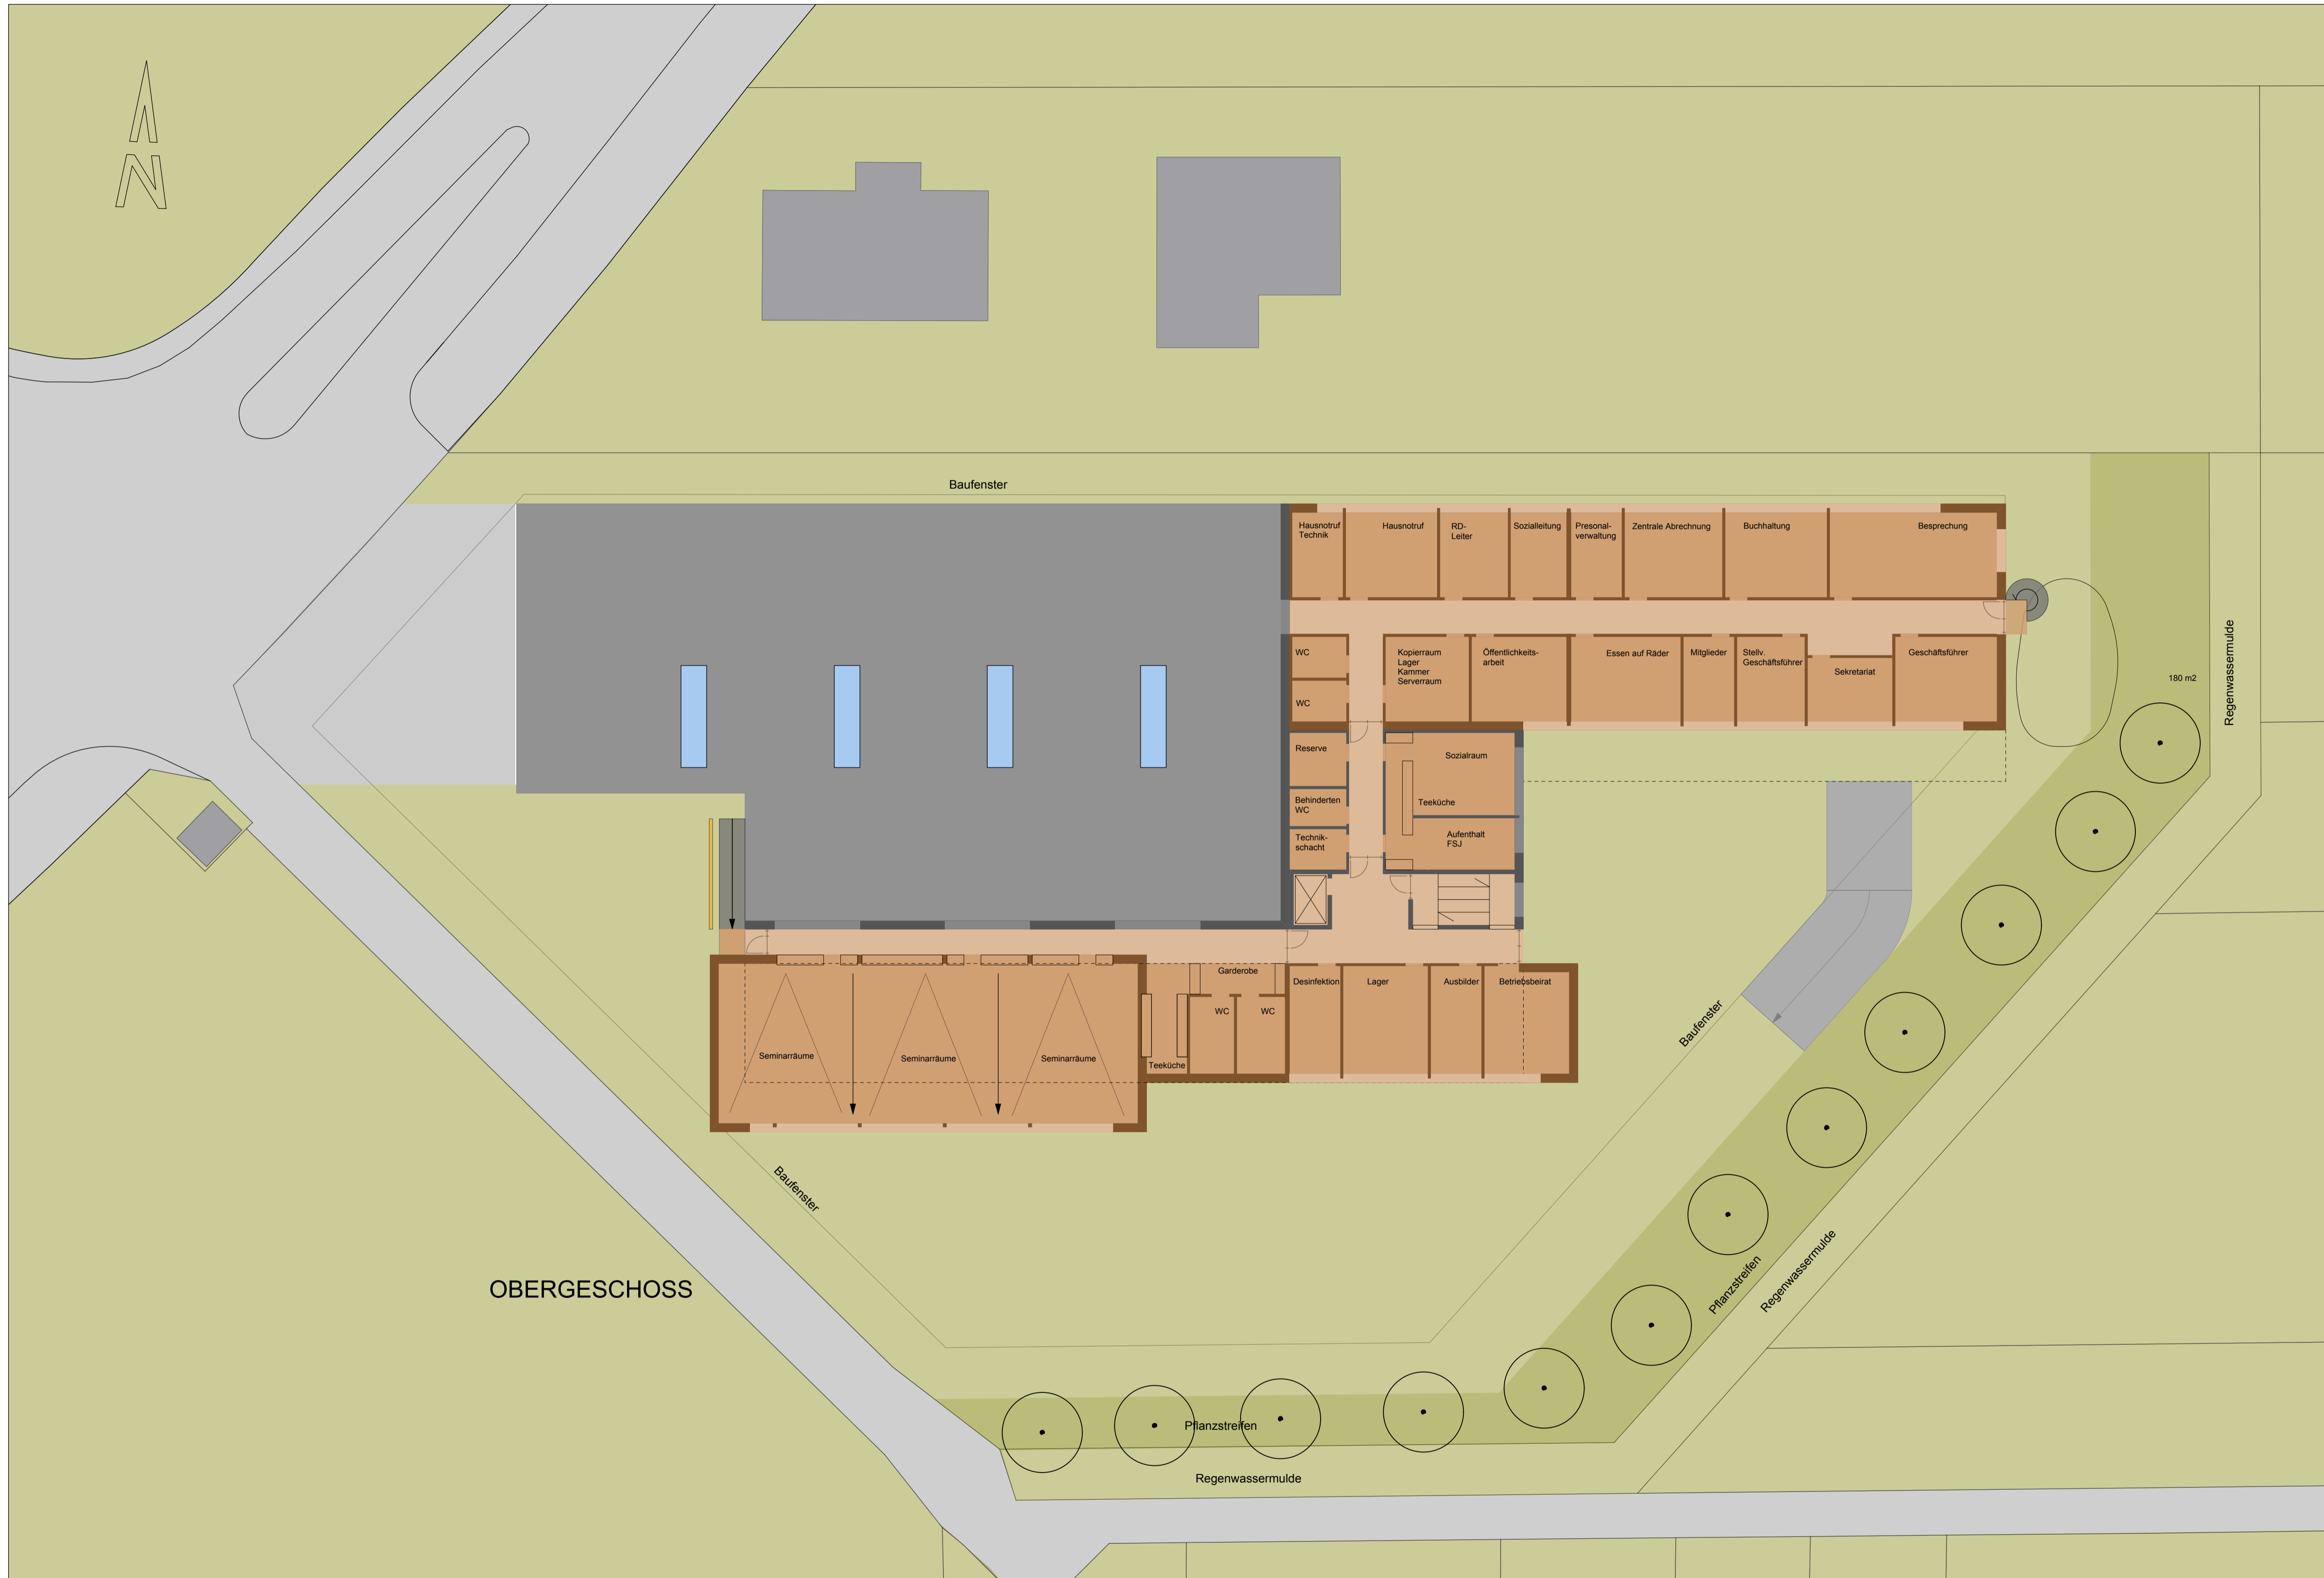 N
Baufenster
Hausnotruf
Technik
Hausnotruf
RD-
Leiter
Sozialleitung
Presonal-
verwaltung
Zentrale Abrechnung
Buchhaltung
Besprechung
WC
WC
Kopierraum
Lager
Kammer
Serverraum
Öffentlichkeits-
arbeit
Essen auf Räder
Mitglieder
Stellv.
Geschäftsführer
Sekretariat
Geschäftsführer
180 m2
Regenwassermulde
Reserve
Behinderten
WC
Technik-
schacht
Sozialraum
Teeküche
Aufenthalt
FSJ
Garderobe
WC
WC
Teeküche
Desinfektion
Lager
Ausbilder
Betriebsbeirat
Seminarräume
Seminarräume
Seminarräume
Baufenster
Baufenster
OBERGESCHOSS
Pflanzstreifen
Regenwassermulde
Pflanzstreifen
Regenwassermulde